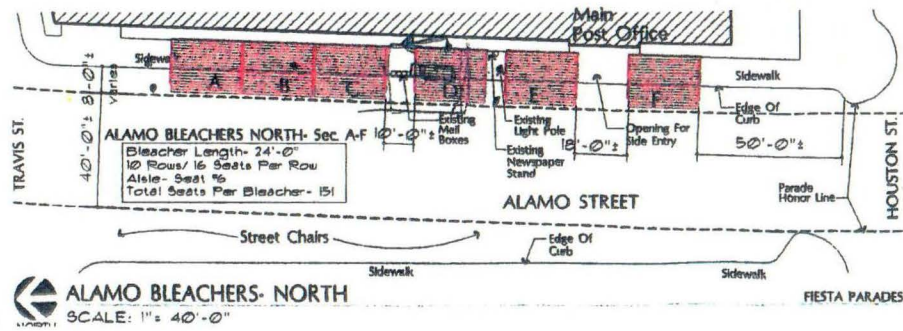 Main
Post Office
Sidewa
Sidewalk
A
B
C
D
E
F
TRAVIS ST.
40'-0"± 8'-0"±
varies
ALAMO BLEACHERS NORTH- Sec. A-F
10'-0"±
Bleacher Length- 24'-0"
10 Rows/ 16 Seats Per Row
Aisle- Seat #6
Total Seats Per Bleacher- 151
Existing
Mail
Boxes
Existing
Light Pole
Existing
Newspaper
Stand
18'-0"±
Opening For
Side Entry
Edge Of
Curb
50'-0"±
Parade
Honor Line
HOUSTON ST.
ALAMO STREET
Street Chairs
Edge Of
Curb
Sidewalk
Sidewalk
NORTH
ALAMO BLEACHERS- NORTH
SCALE: 1"= 40'-0"
FIESTA PARADES